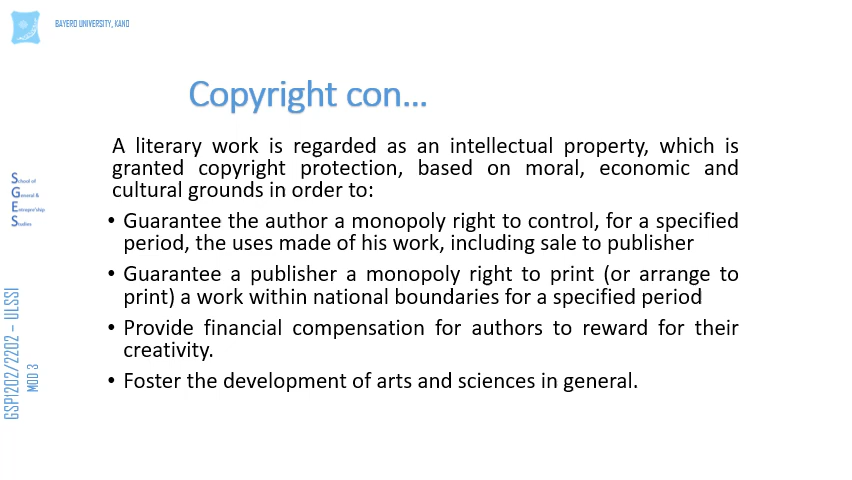 BAYERO UNIVERSITY, KANO
Copyright con...
A literary work is regarded as an intellectual property, which is
granted copyright protection, based on moral, economic and
cultural grounds in order to:
• Guarantee the author a monopoly right to control, for a specified
period, the uses made of his work, including sale to publisher
• Guarantee a publisher a monopoly right to print (or arrange to
print) a work within national boundaries for a specified period
• Provide financial compensation for authors to reward for their
creativity.
• Foster the development of arts and sciences in general.
School of
General &
Entrepre'ship
Studies
GSP1202/2202 – ULSSI
MOD 3